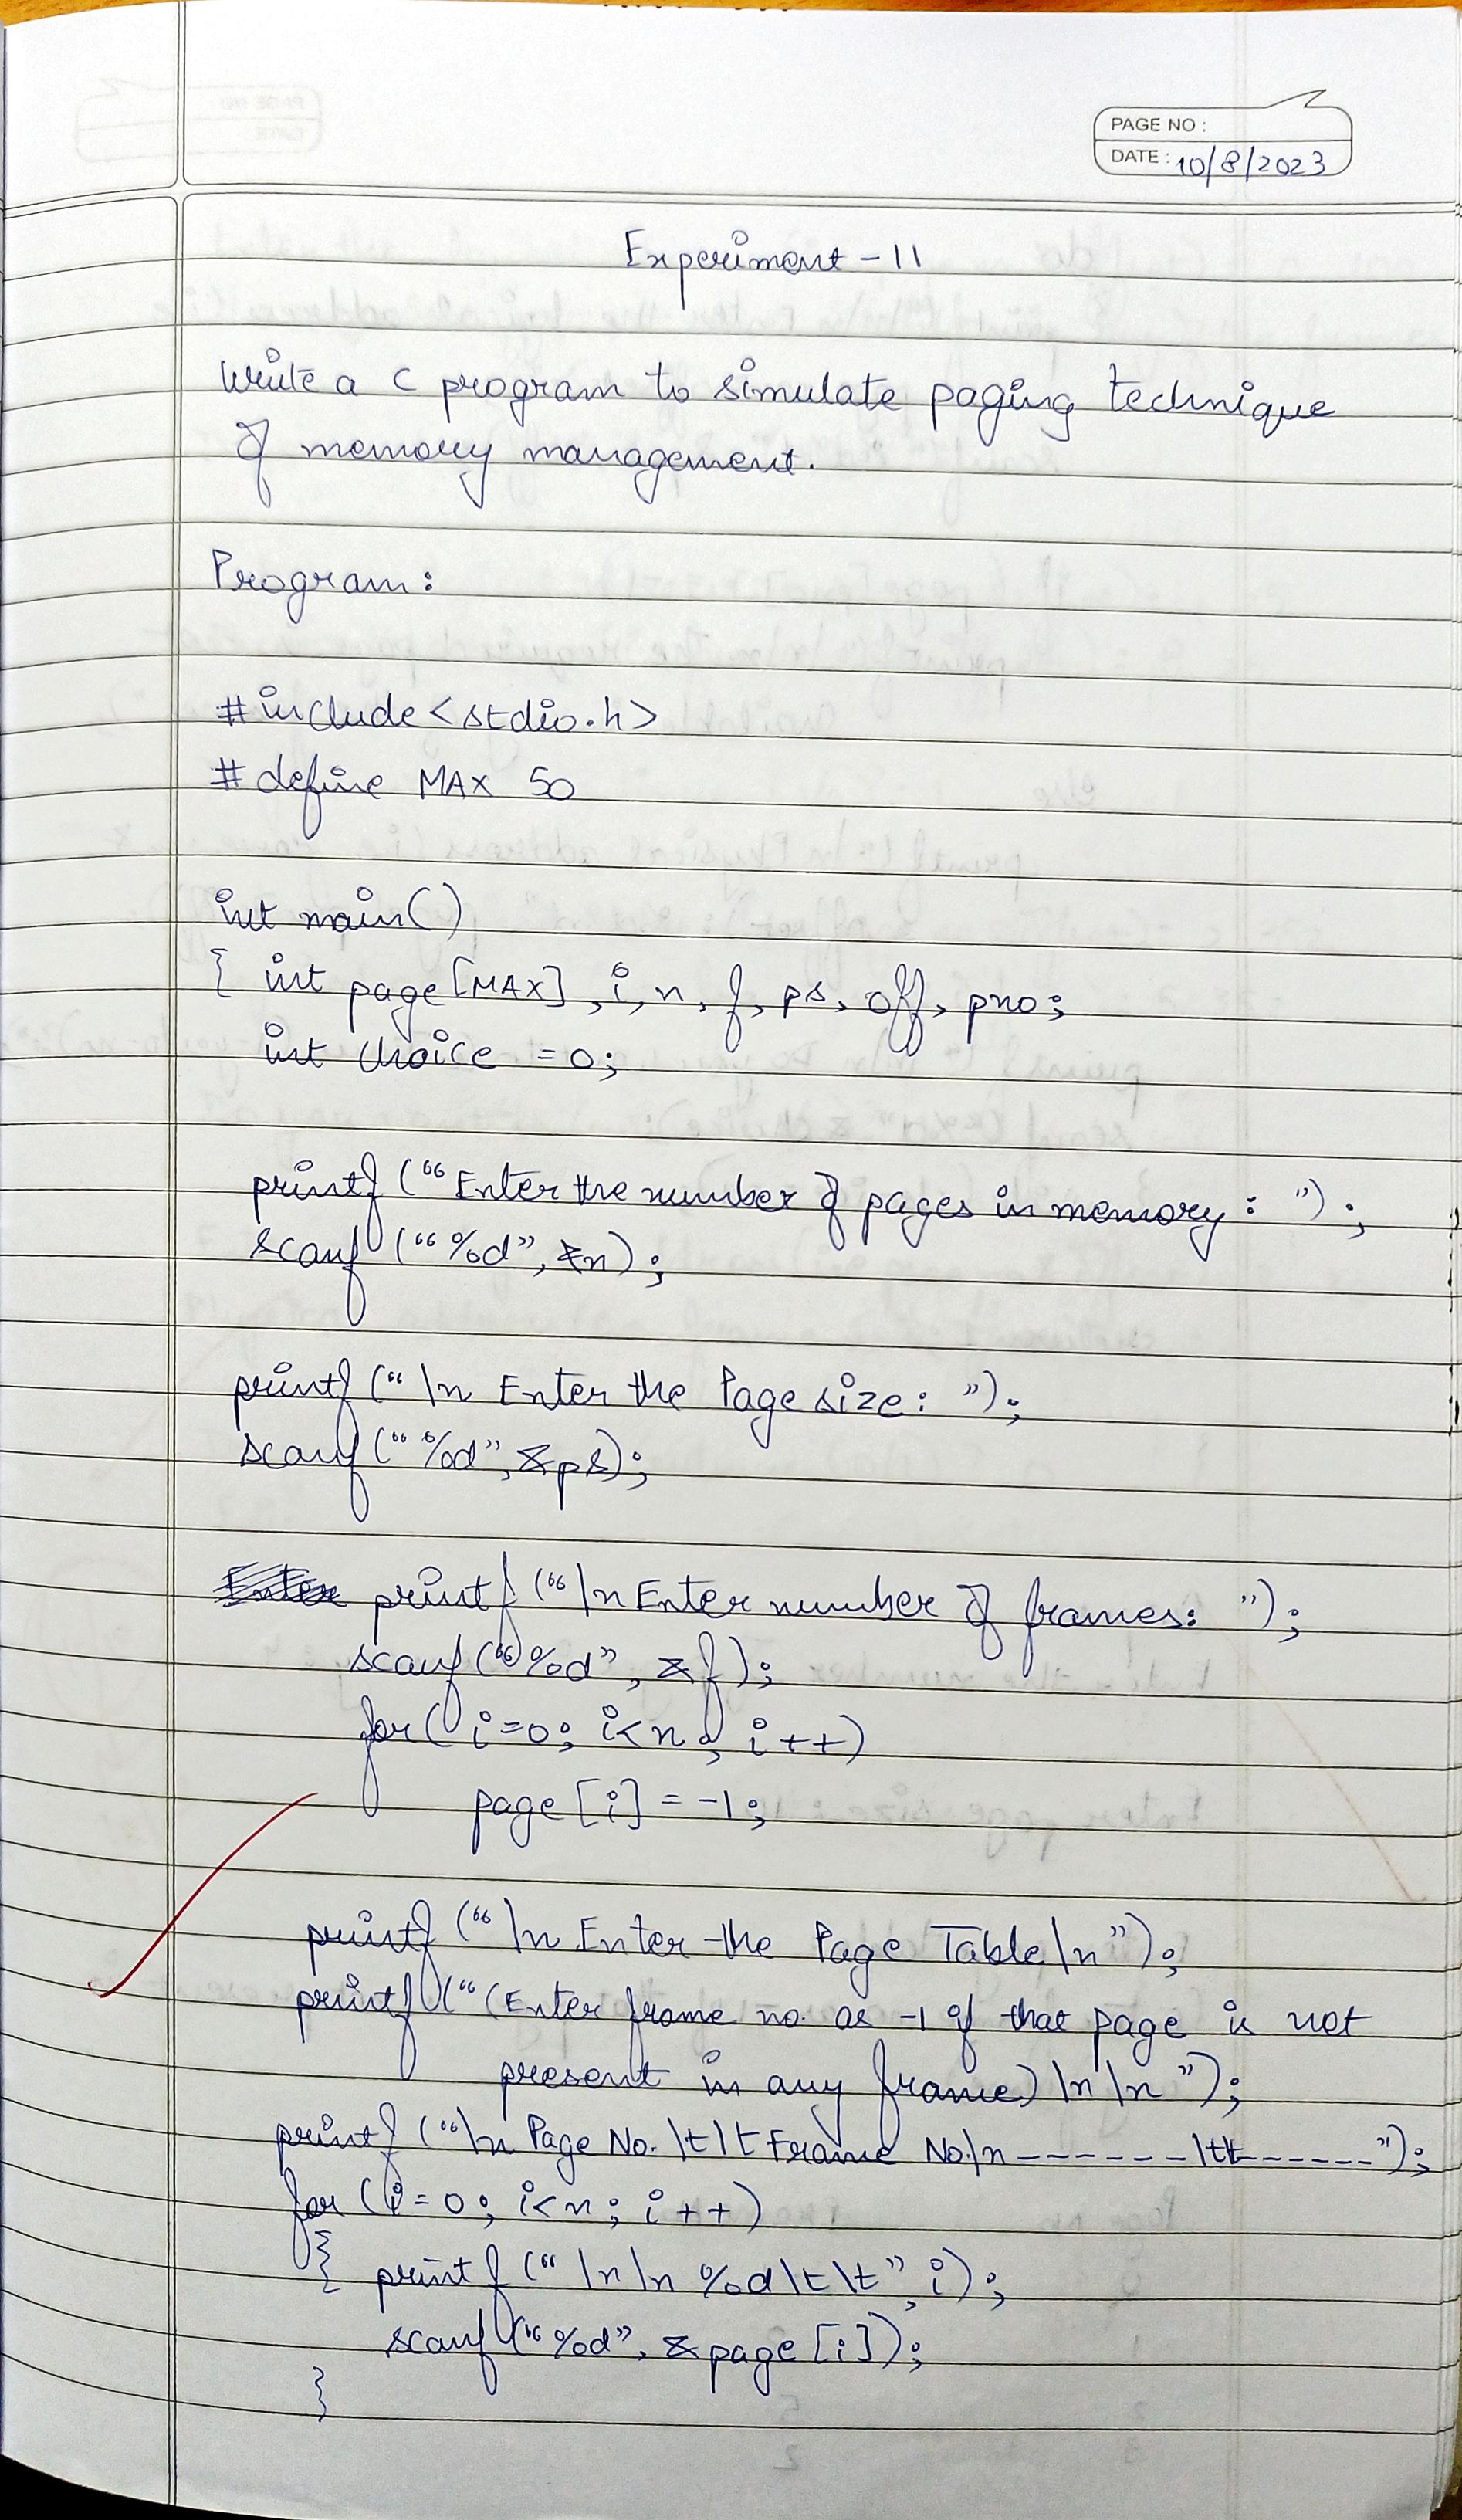 PAGE NO :
DATE : 10/8/2023
Experiment - 11
Write a C program to simulate paging technique
of memory management.
Program:
#include <stdio.h>
#define MAX 50
int main()
{ int page[MAX], i, n, f, ps, off, pno;
int choice = 0;
printf ("Enter the number of pages in memory: ");
scanf ("%d", &n);
printf ("\n Enter the Page size: ");
scanf ("%d", &ps);
printf ("\n Enter number of frames: ");
scanf ("%d", &f);
for( i=0; i<n; i++)
page[i] = -1;
printf ("\n Enter the Page Table\n");
printf ("(Enter frame no. as -1 if that page is not
present in any frame) \n\n");
printf ("\n Page No. \t\t Frame No.\n-------\t\t------");
for (i=0; i<n; i++)
{ printf ("\n\n %d\t\t", i);
scanf ("%d", &page[i]);
}